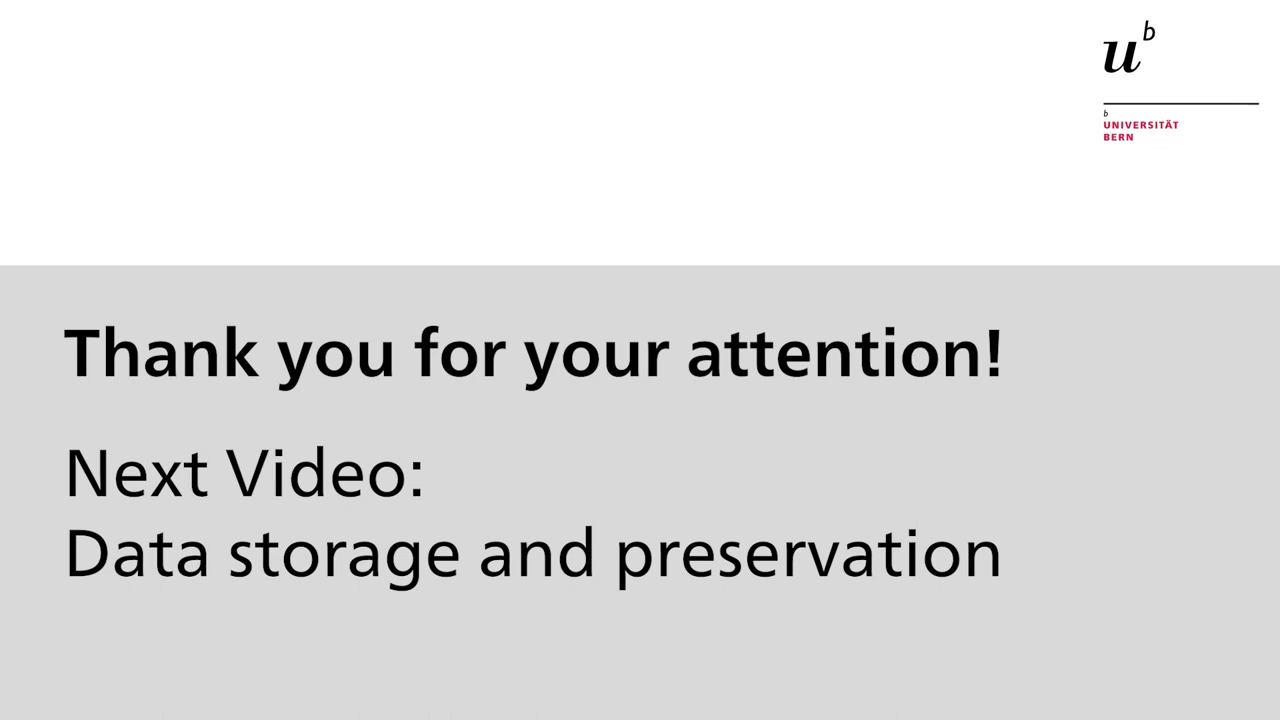 u b
b
UNIVERSITÄT
BERN
Thank you for your attention!
Next Video:
Data storage and preservation